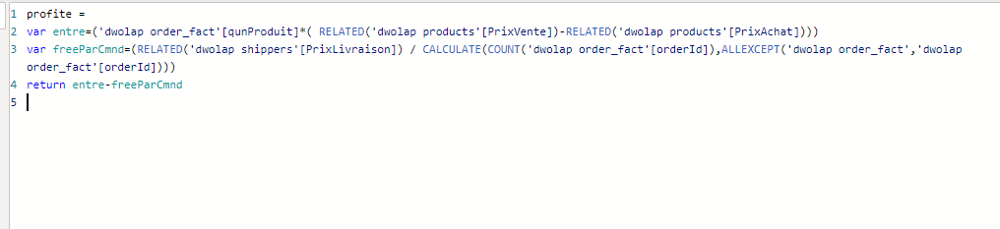 1 profite =
2 var entre=('dwolap order_fact'[qunProduit]*( RELATED('dwolap products'[PrixVente])-RELATED('dwolap products'[PrixAchat])))
3 var freeParCmnd=(RELATED('dwolap shippers'[PrixLivraison]) / CALCULATE(COUNT('dwolap order_fact'[orderId]),ALLEXCEPT('dwolap order_fact','dwolap
order_fact'[orderId])))
4 return entre-freeParCmnd
5